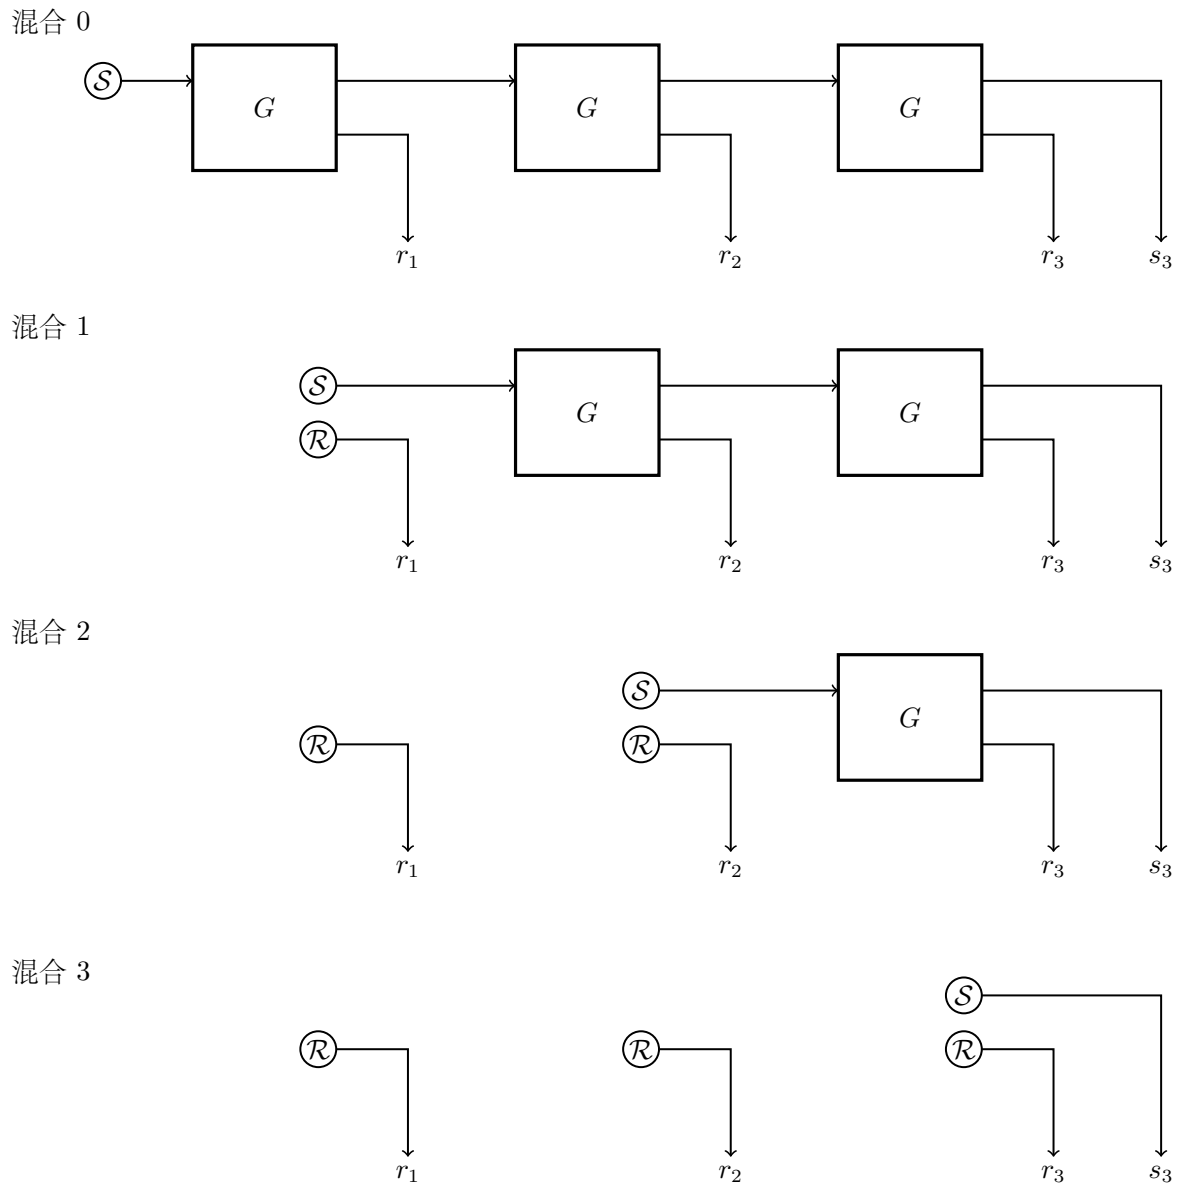 混合 0
𝒮 G G G
r₁ r₂ r₃ s₃
混合 1
𝒮 G G
ℛ
r₁ r₂ r₃ s₃
混合 2
𝒮 G
ℛ ℛ
r₁ r₂ r₃ s₃
混合 3
𝒮
ℛ ℛ ℛ
r₁ r₂ r₃ s₃